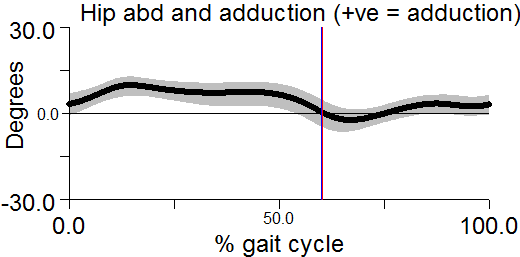 Hip abd and adduction (+ve = adduction)
30.0
Degrees
0.0
-30.0
0.0
50.0
100.0
% gait cycle